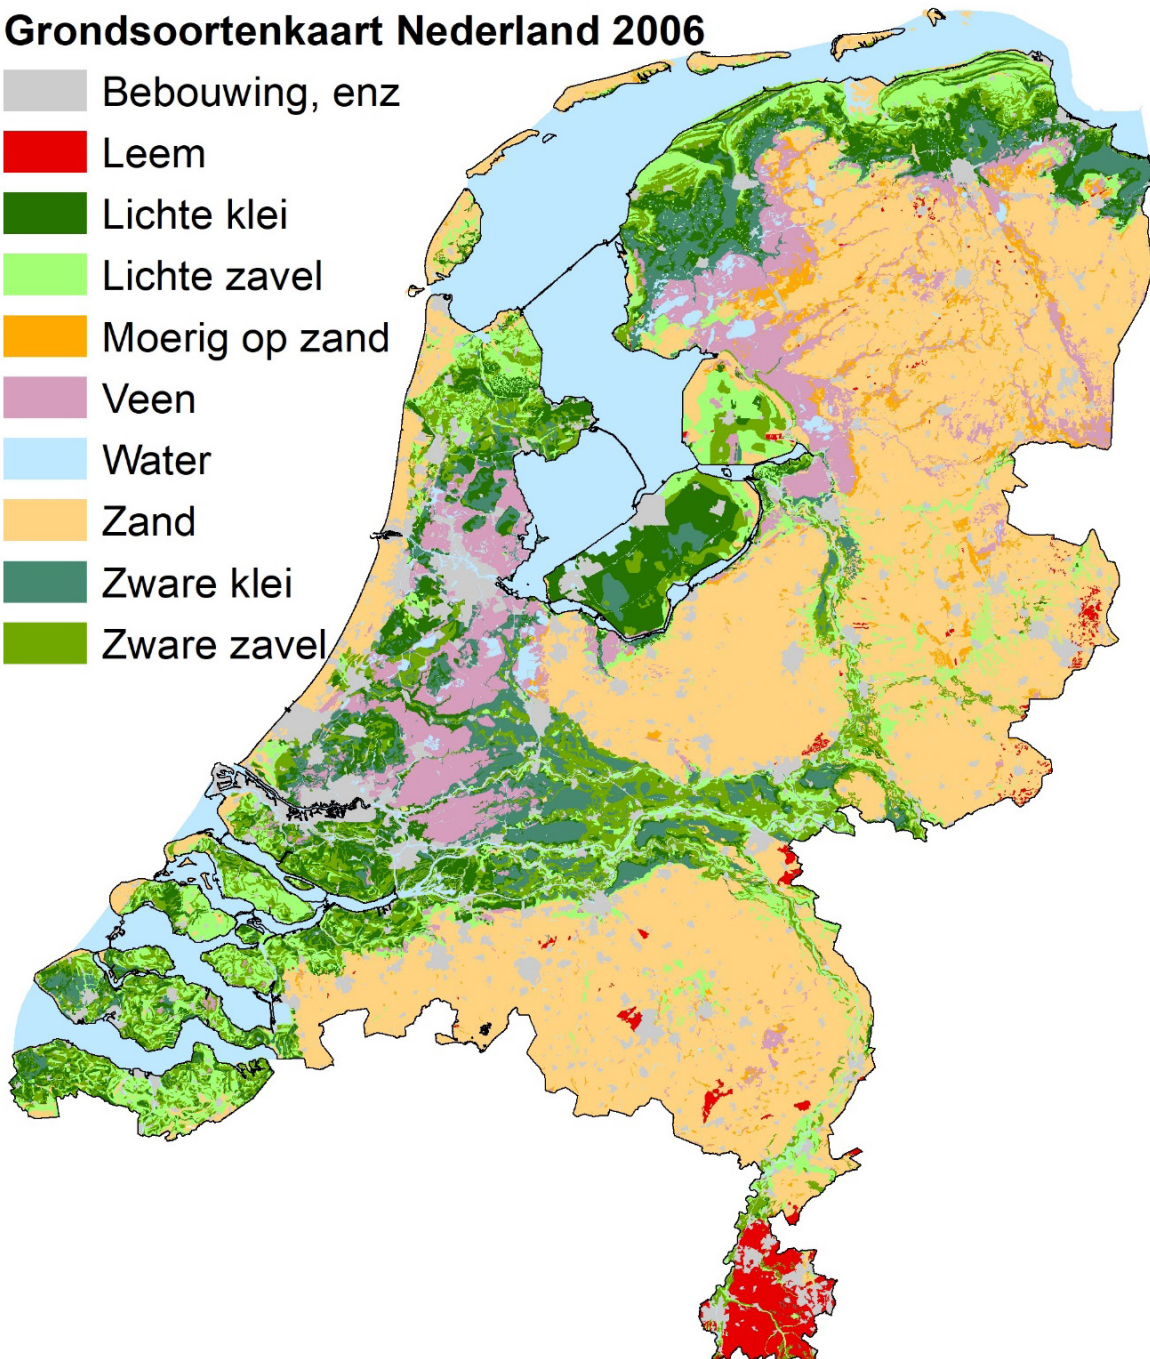 Grondsoortenkaart Nederland 2006
Bebouwing, enz
Leem
Lichte klei
Lichte zavel
Moerig op zand
Veen
Water
Zand
Zware klei
Zware zavel